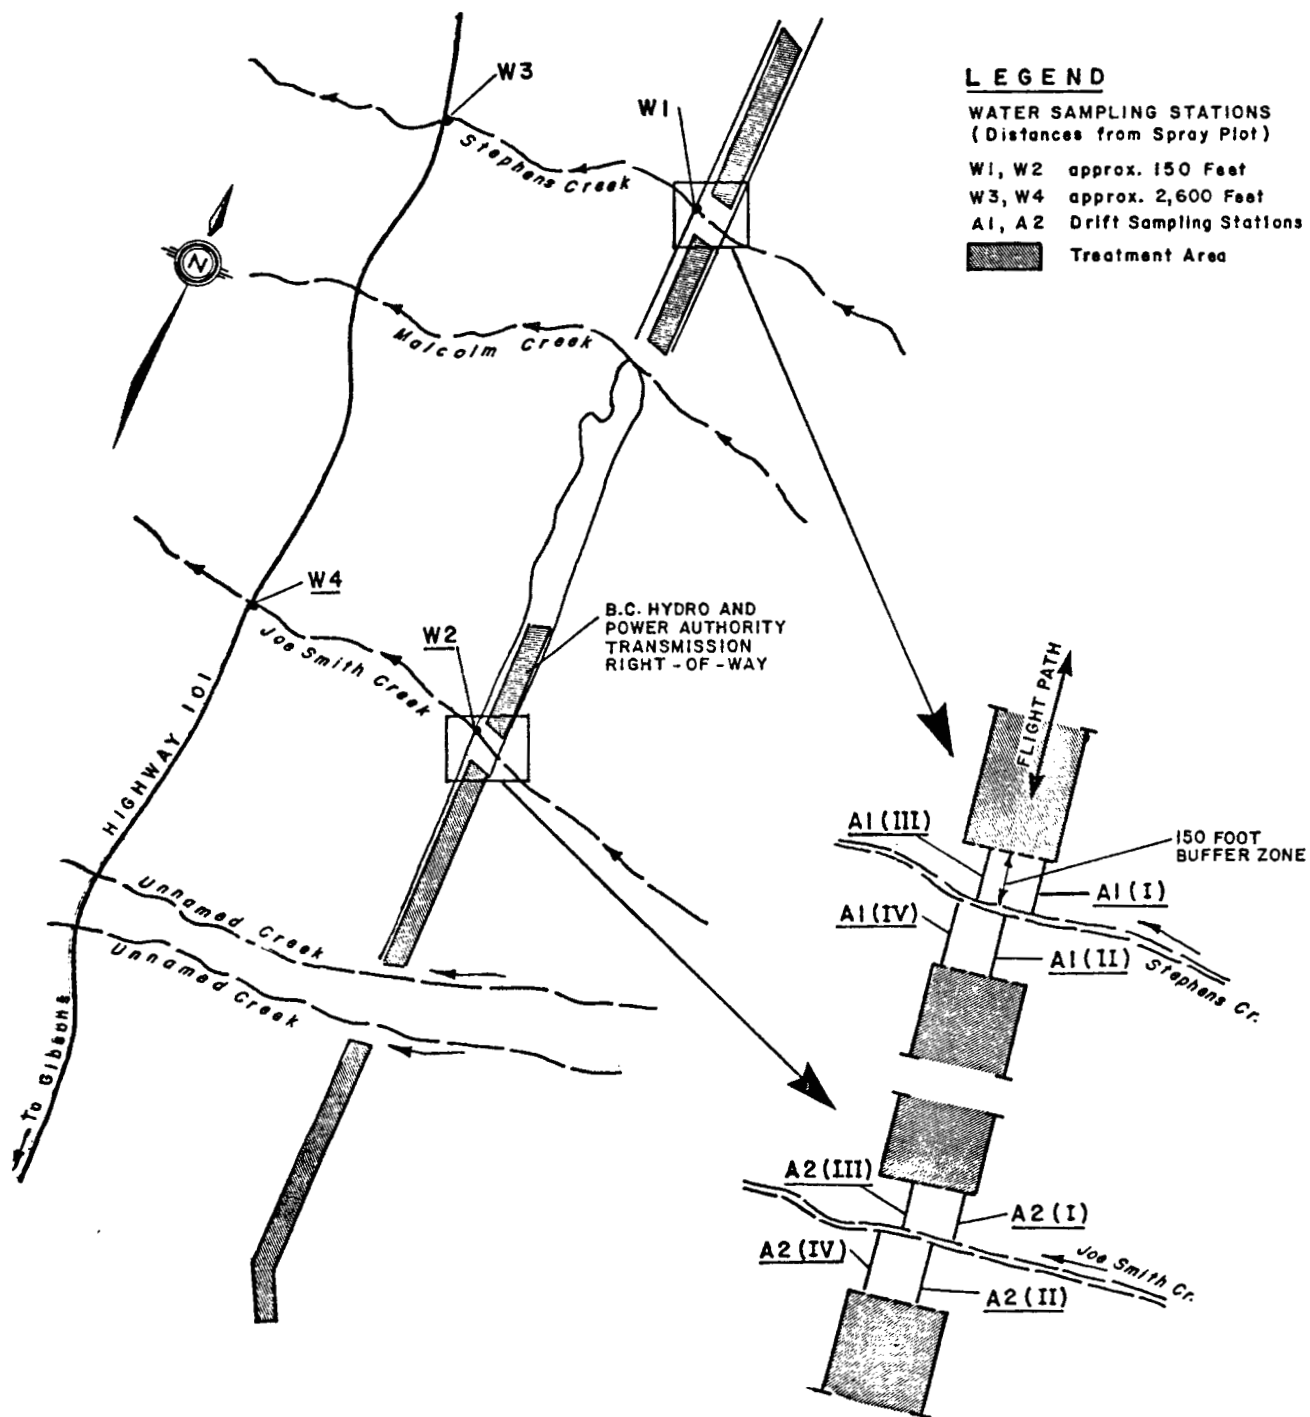 LEGEND
WATER SAMPLING STATIONS
(Distances from Spray Plot)
W1, W2 approx. 150 Feet
W3, W4 approx. 2,600 Feet
A1, A2 Drift Sampling Stations
Treatment Area
W3
W1
Stephens Creek
N
Malcolm Creek
W4
B.C. HYDRO AND
POWER AUTHORITY
TRANSMISSION
RIGHT-OF-WAY
W2
Joe Smith Creek
HIGHWAY 101
FLIGHT PATH
A1(III)
150 FOOT
BUFFER ZONE
A1(I)
A1(IV)
A1(II)
Stephens Cr.
Unnamed Creek
Unnamed Creek
To Gibsons
A2(III)
A2(I)
A2(IV)
Joe Smith Cr.
A2(II)